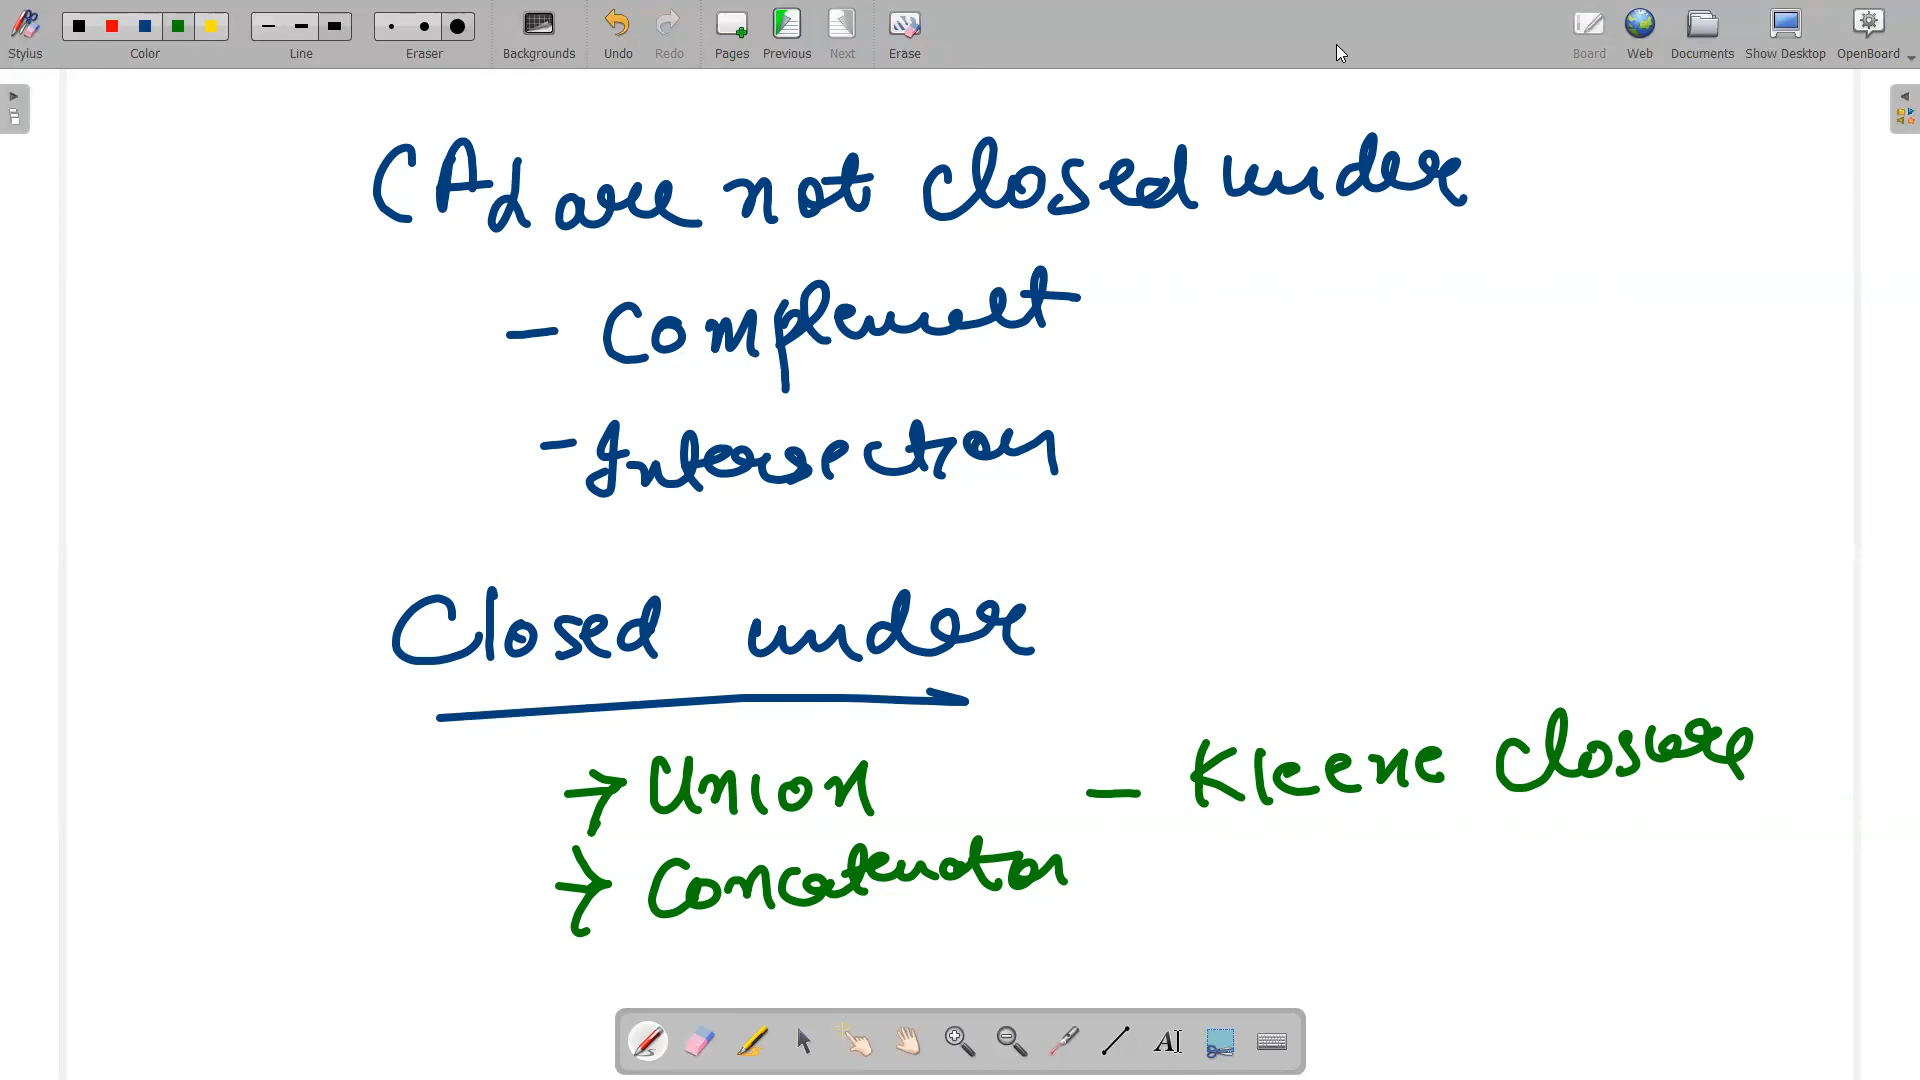 Stylus Color Line Eraser Backgrounds Undo Redo Pages Previous Next Erase Board Web Documents Show Desktop OpenBoard
are not closed under
- Complement
- Intersection
Closed under
→ Union - Kleene closure
→ Concatenation